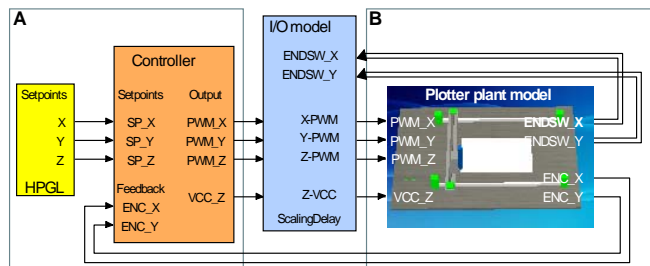 A
B
I/O model
Controller
ENDSW_X
ENDSW_Y
Plotter plant model
Setpoints
Setpoints Output
X SP_X PWM_X X-PWM PWM_X ENDSW_X
Y SP_Y PWM_Y Y-PWM PWM_Y ENDSW_Y
Z SP_Z PWM_Z Z-PWM PWM_Z
HPGL
Feedback
ENC_X
ENC_X VCC_Z Z-VCC VCC_Z ENC_Y
ENC_Y
ScalingDelay